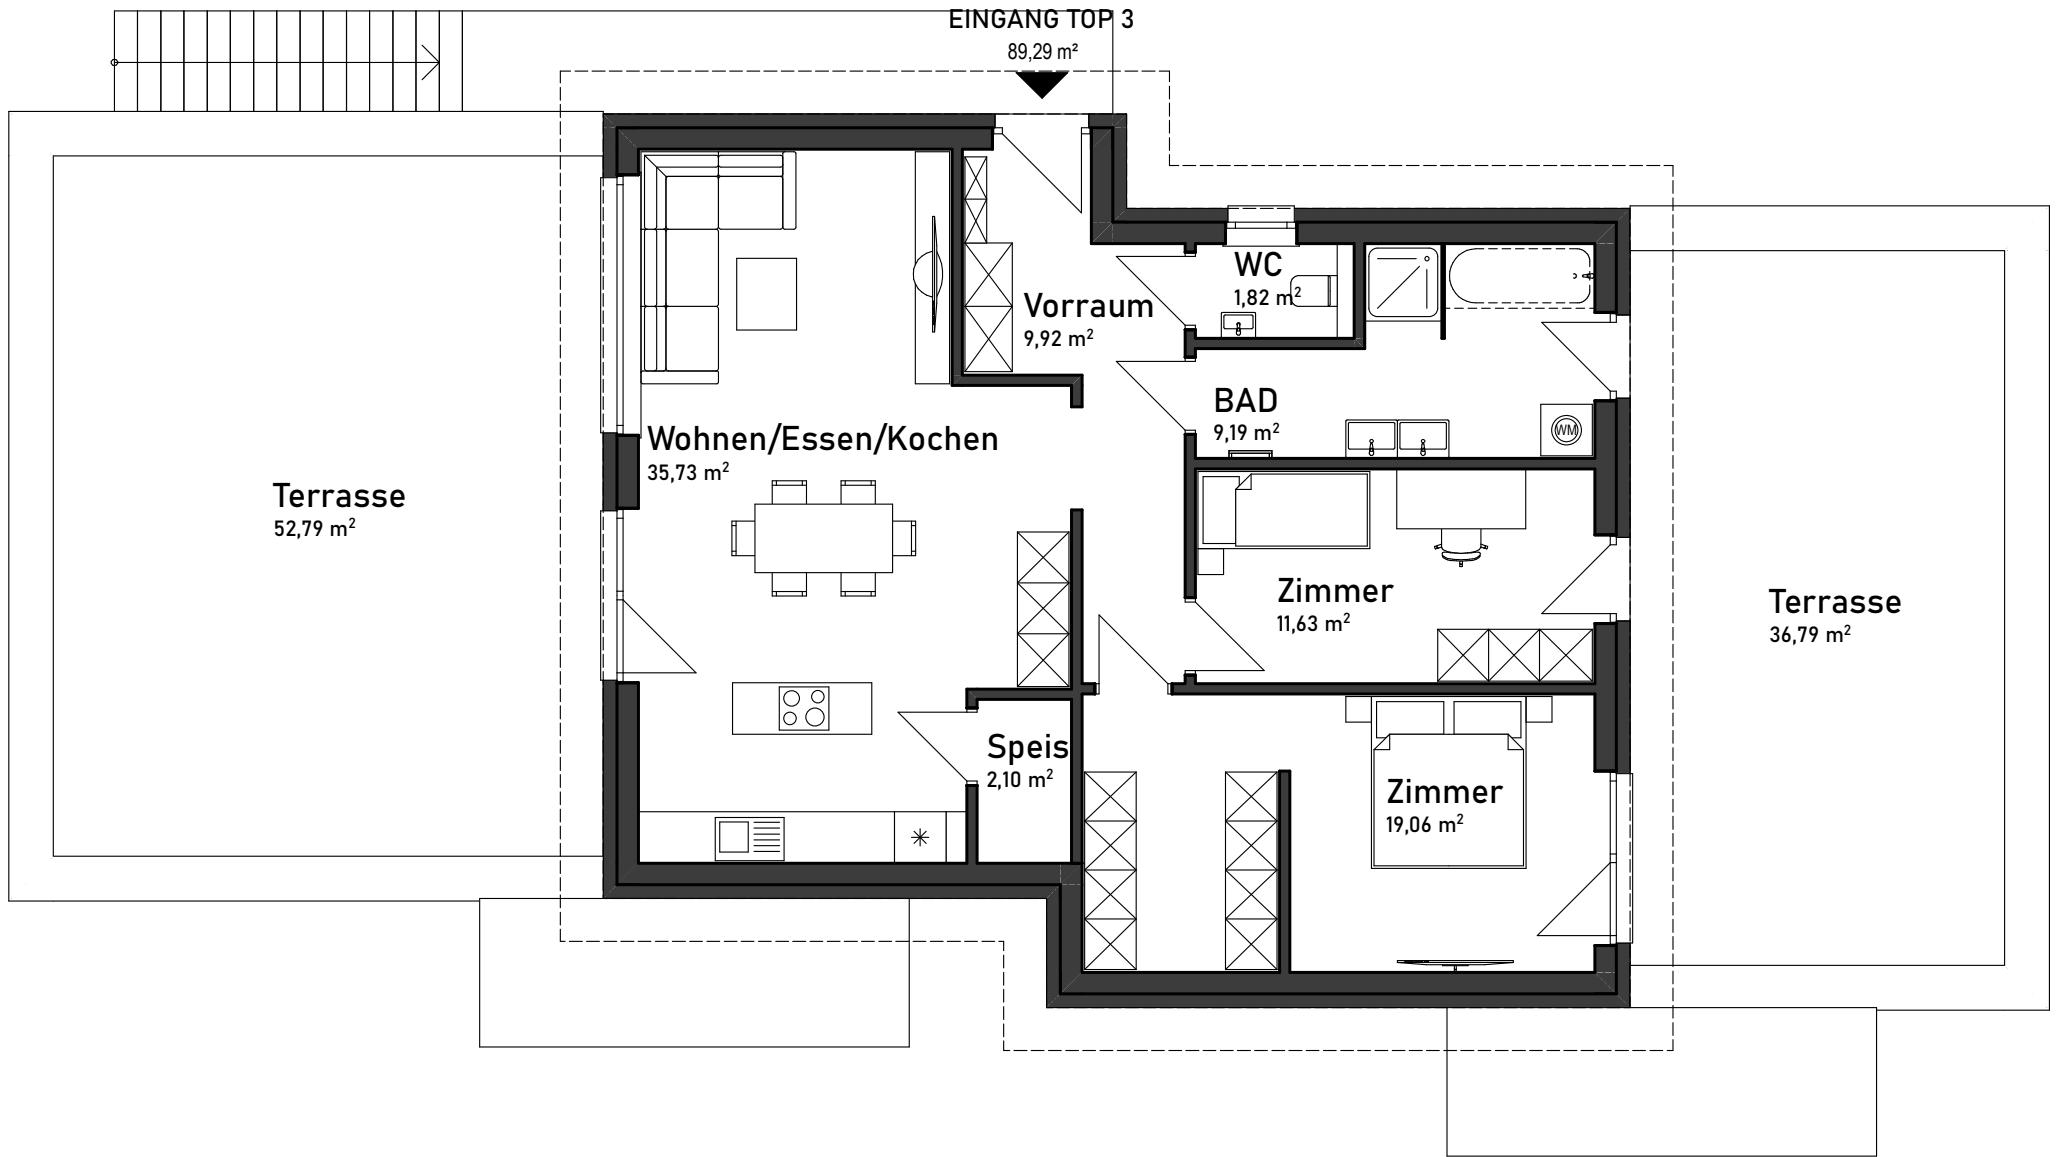 EINGANG TOP 3
89,29 m²
WC
1,82 m²
Vorraum
9,92 m²
BAD
9,19 m²
WM
Wohnen/Essen/Kochen
35,73 m²
Terrasse
52,79 m²
Zimmer
11,63 m²
Terrasse
36,79 m²
Speis
2,10 m²
Zimmer
19,06 m²